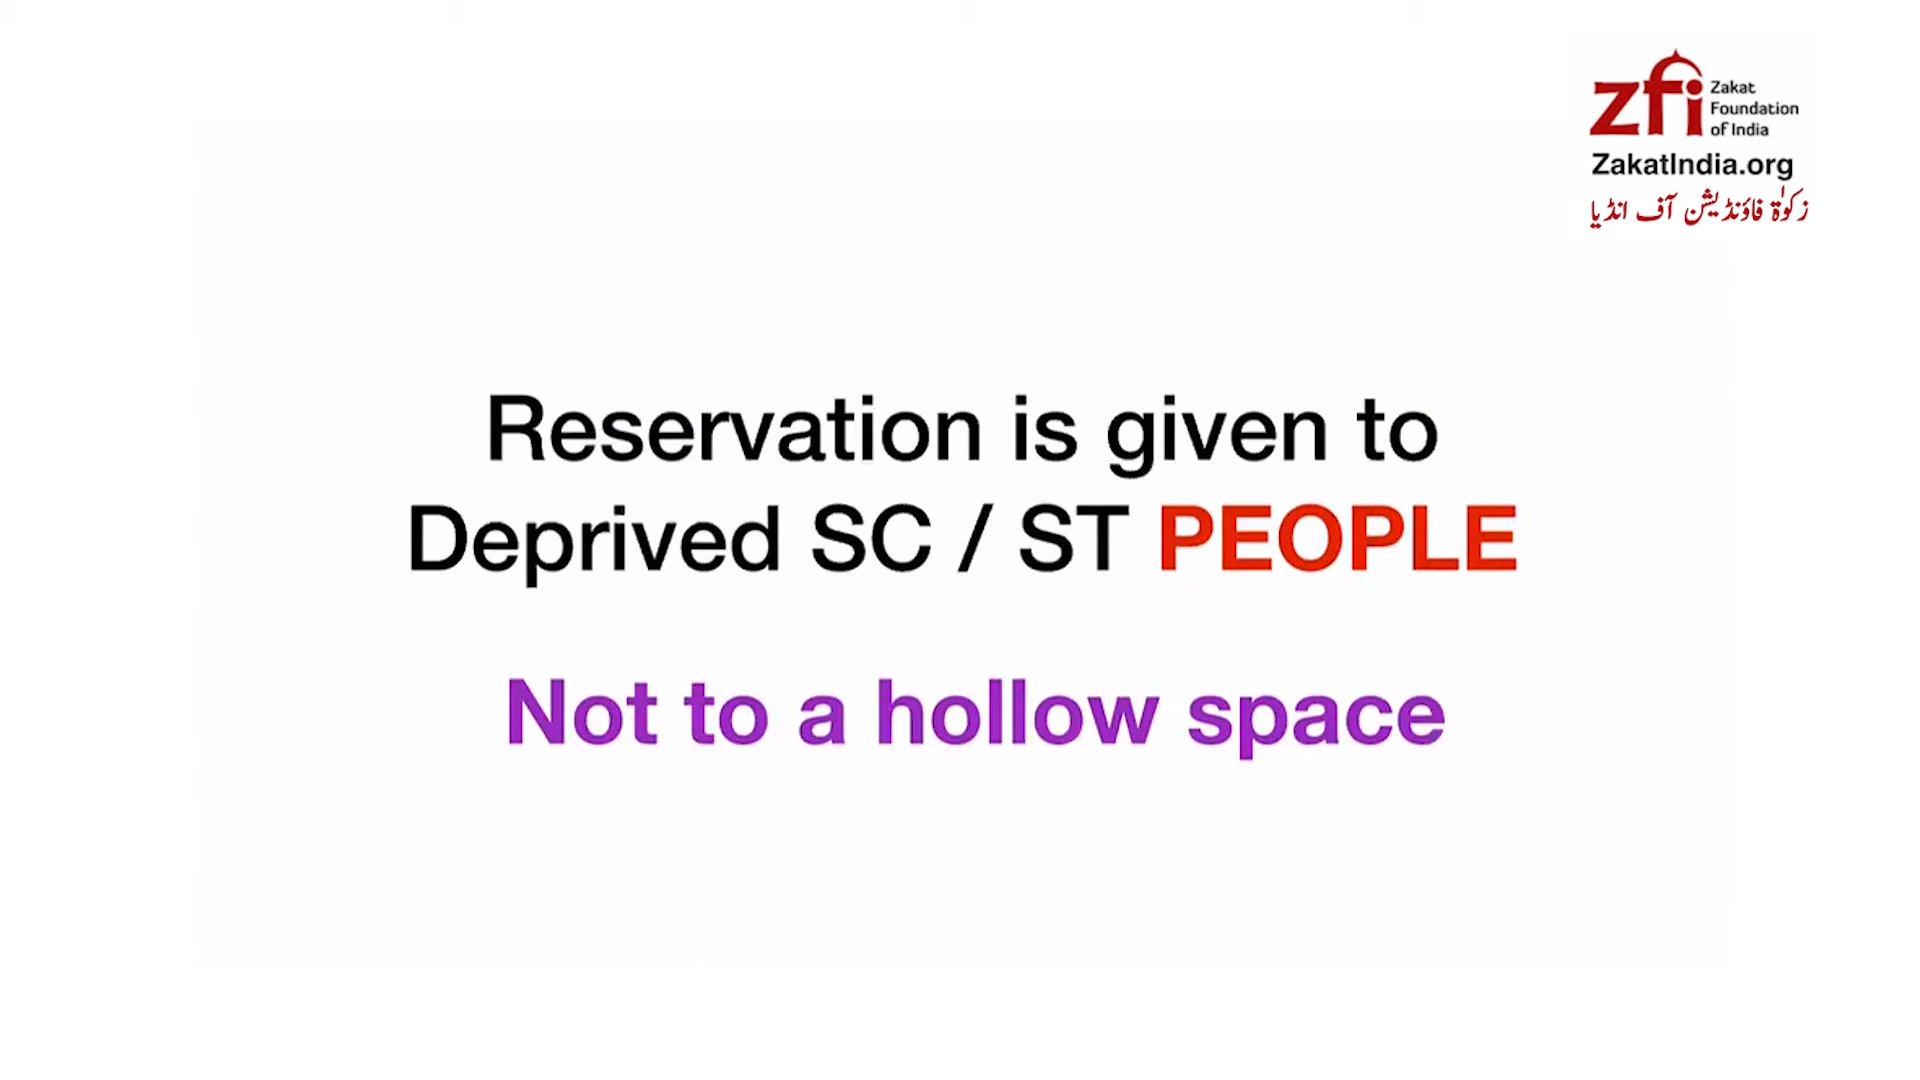 zfi Zakat
Foundation
of India
ZakatIndia.org
زکوٰۃ فاؤنڈیشن آف انڈیا
Reservation is given to
Deprived SC / ST PEOPLE
Not to a hollow space